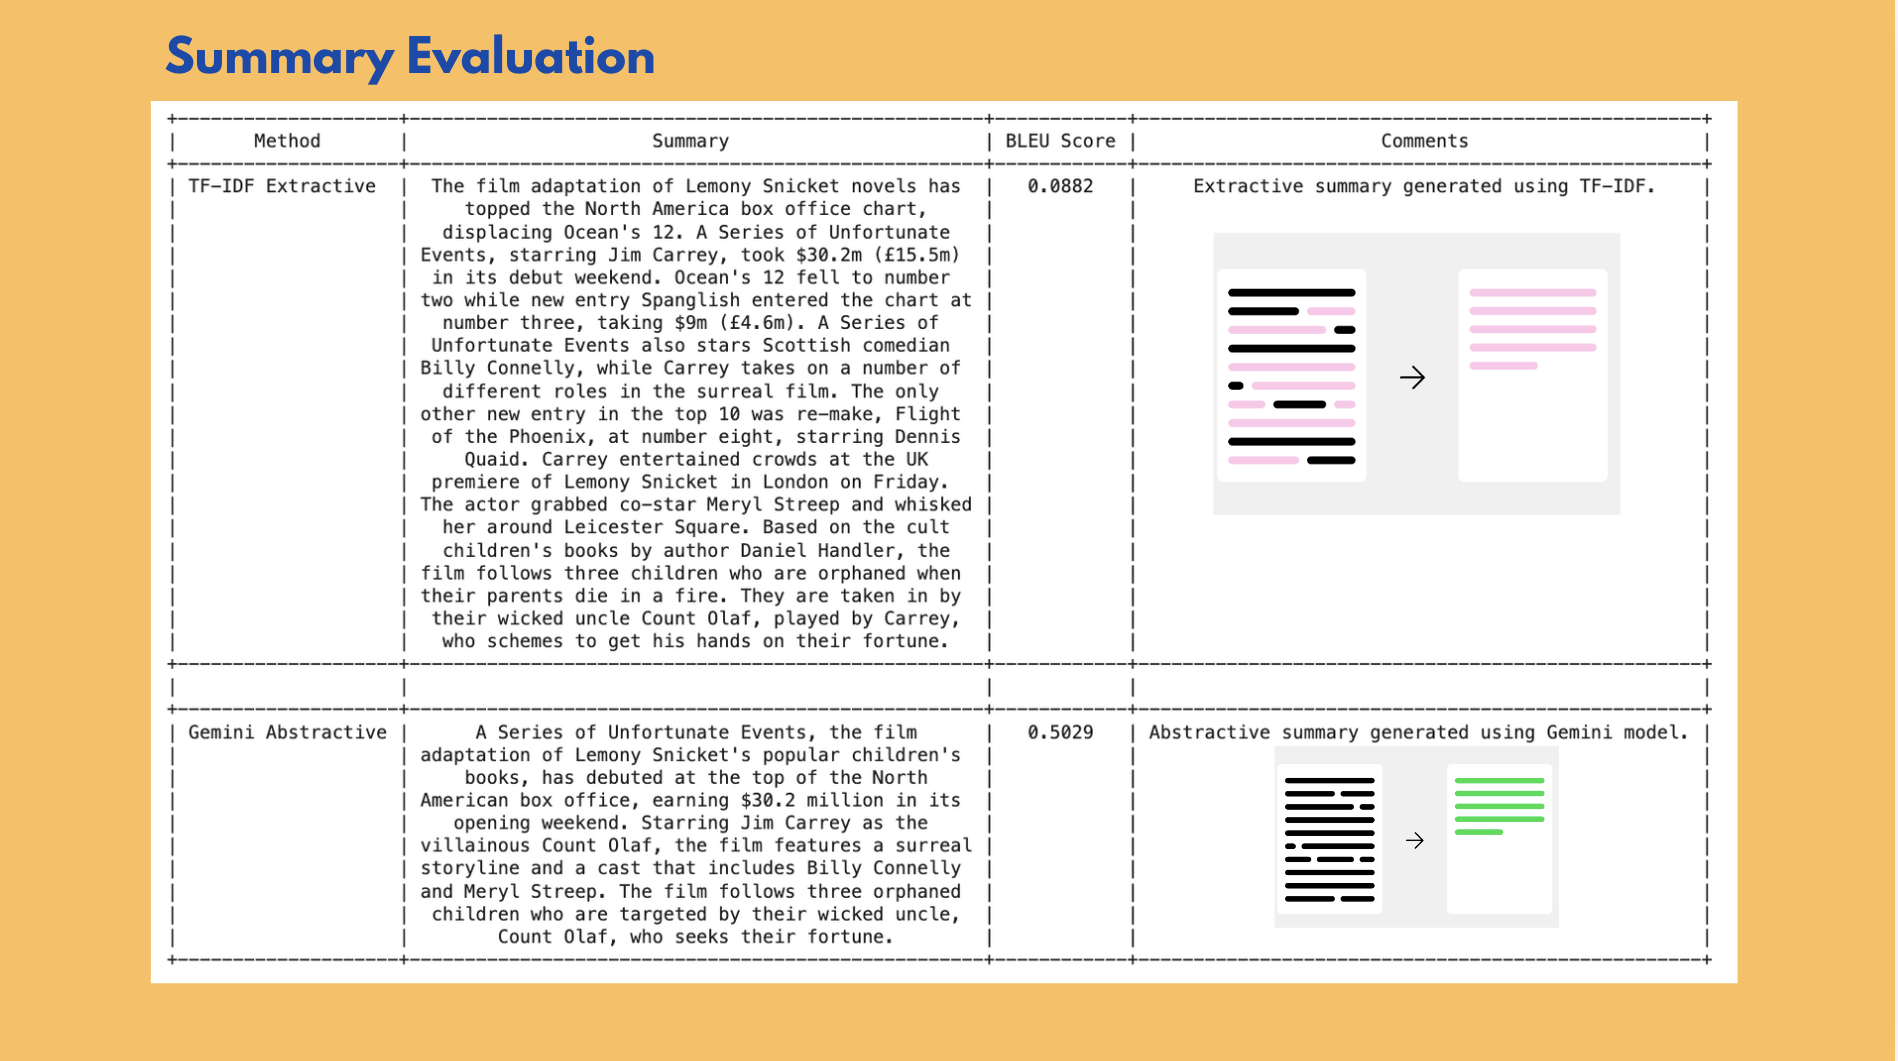 Summary Evaluation
Method | Summary | BLEU Score | Comments
TF-IDF Extractive | The film adaptation of Lemony Snicket novels has | 0.0882 | Extractive summary generated using TF-IDF.
topped the North America box office chart,
displacing Ocean's 12. A Series of Unfortunate
Events, starring Jim Carrey, took $30.2m (£15.5m)
in its debut weekend. Ocean's 12 fell to number
two while new entry Spanglish entered the chart at
number three, taking $9m (£4.6m). A Series of
Unfortunate Events also stars Scottish comedian
Billy Connelly, while Carrey takes on a number of
different roles in the surreal film. The only
other new entry in the top 10 was re-make, Flight
of the Phoenix, at number eight, starring Dennis
Quaid. Carrey entertained crowds at the UK
premiere of Lemony Snicket in London on Friday.
The actor grabbed co-star Meryl Streep and whisked
her around Leicester Square. Based on the cult
children's books by author Daniel Handler, the
film follows three children who are orphaned when
their parents die in a fire. They are taken in by
their wicked uncle Count Olaf, played by Carrey,
who schemes to get his hands on their fortune.
Gemini Abstractive | A Series of Unfortunate Events, the film | 0.5029 | Abstractive summary generated using Gemini model.
adaptation of Lemony Snicket's popular children's
books, has debuted at the top of the North
American box office, earning $30.2 million in its
opening weekend. Starring Jim Carrey as the
villainous Count Olaf, the film features a surreal
storyline and a cast that includes Billy Connelly
and Meryl Streep. The film follows three orphaned
children who are targeted by their wicked uncle,
Count Olaf, who seeks their fortune.